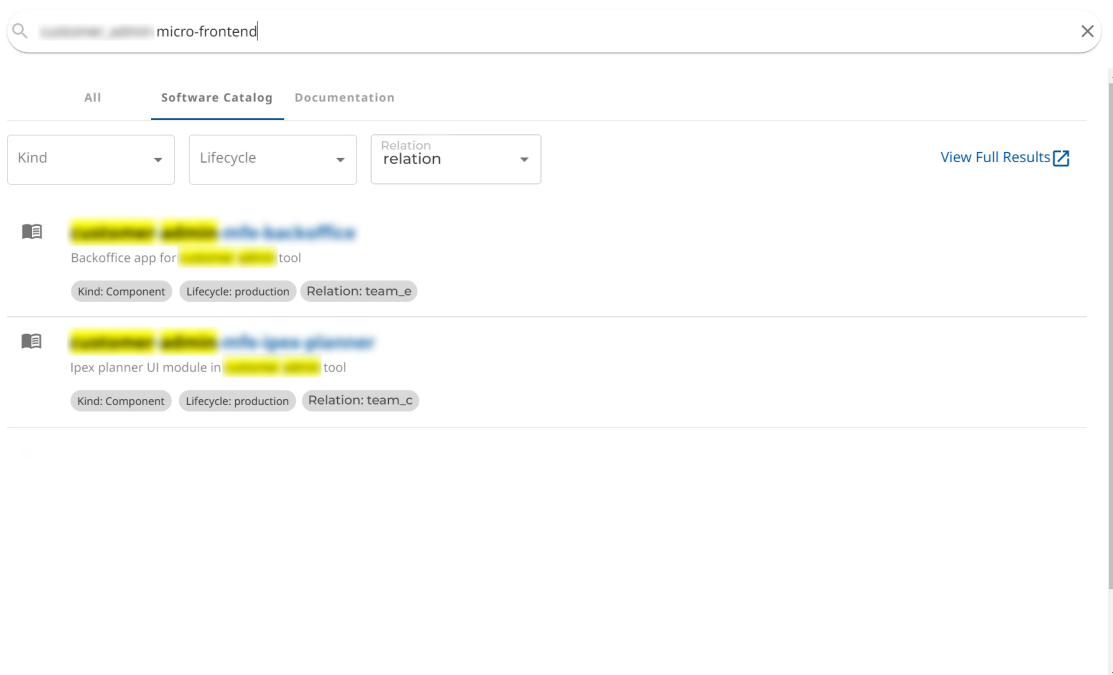 micro-frontend
All
Software Catalog
Documentation
Kind
Lifecycle
Relation
relation
View Full Results
Backoffice app for tool
Kind: Component
Lifecycle: production
Relation: team_e
Ipex planner UI module in tool
Kind: Component
Lifecycle: production
Relation: team_c